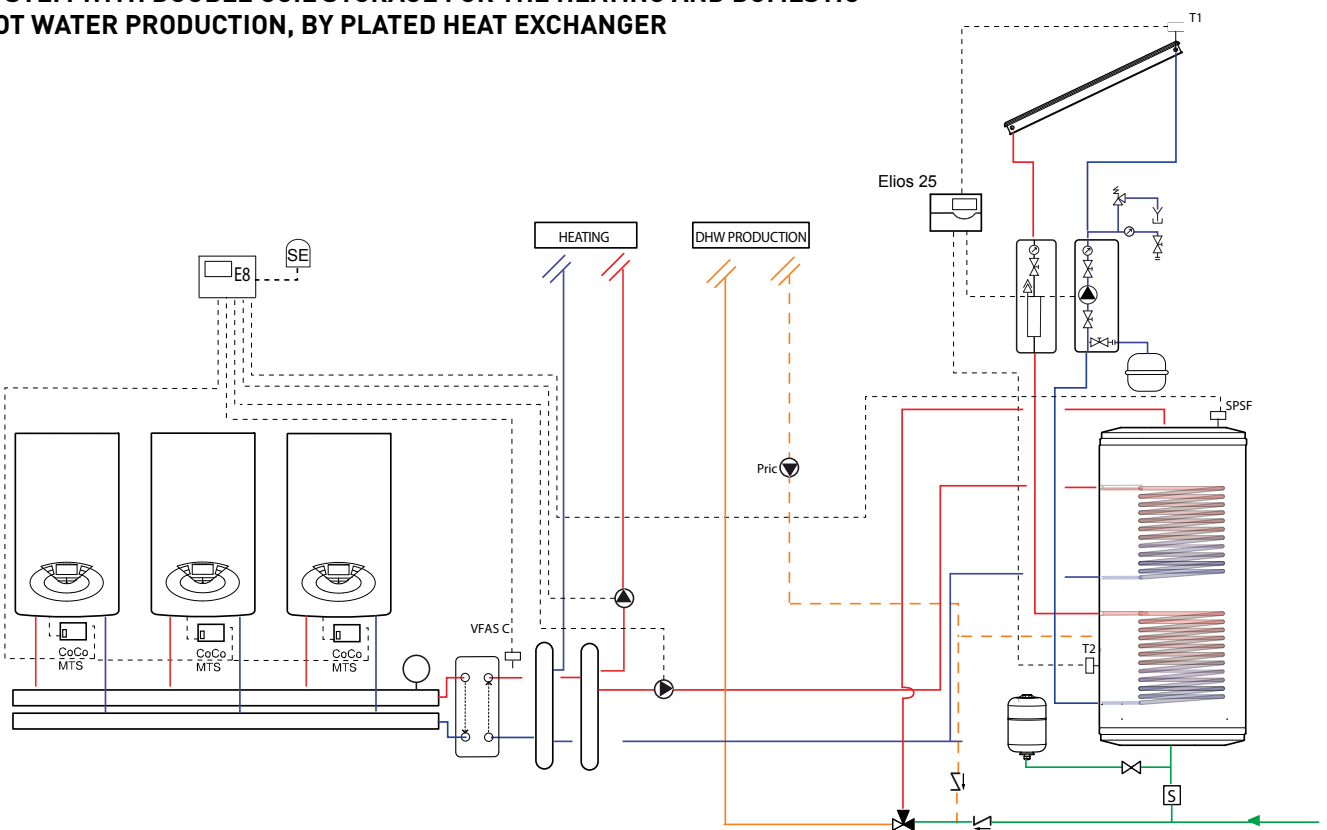 OT WATER PRODUCTION, BY PLATED HEAT EXCHANGER
T1
Elios 25
HEATING
DHW PRODUCTION
SE
E8
SPSF
Pric
VFAS C
CoCo
MTS
CoCo
MTS
CoCo
MTS
T2
S